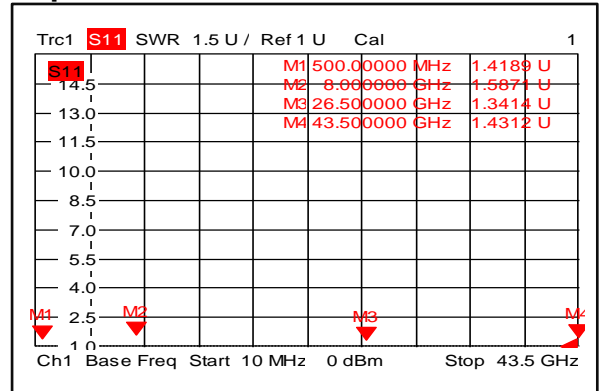 Trc1 S11 SWR 1.5 U / Ref 1 U Cal 1
S11
M1 500.00000 MHz 1.4189 U
M2 8.000000 GHz 1.5871 U
M3 26.500000 GHz 1.3414 U
M4 43.500000 GHz 1.4312 U
14.5
13.0
11.5
10.0
8.5
7.0
5.5
4.0
2.5
1.0
M1 M2 M3 M4
Ch1 Base Freq Start 10 MHz 0 dBm Stop 43.5 GHz